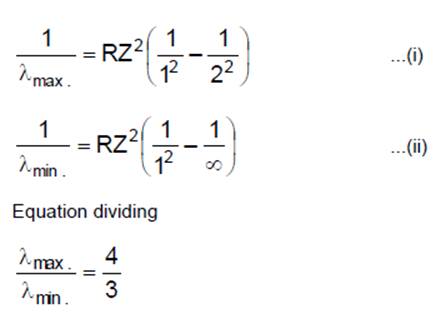 1/λmax. = RZ²(1/1² − 1/2²) ...(i)
1/λmin. = RZ²(1/1² − 1/∞) ...(ii)
Equation dividing
λmax./λmin. = 4/3